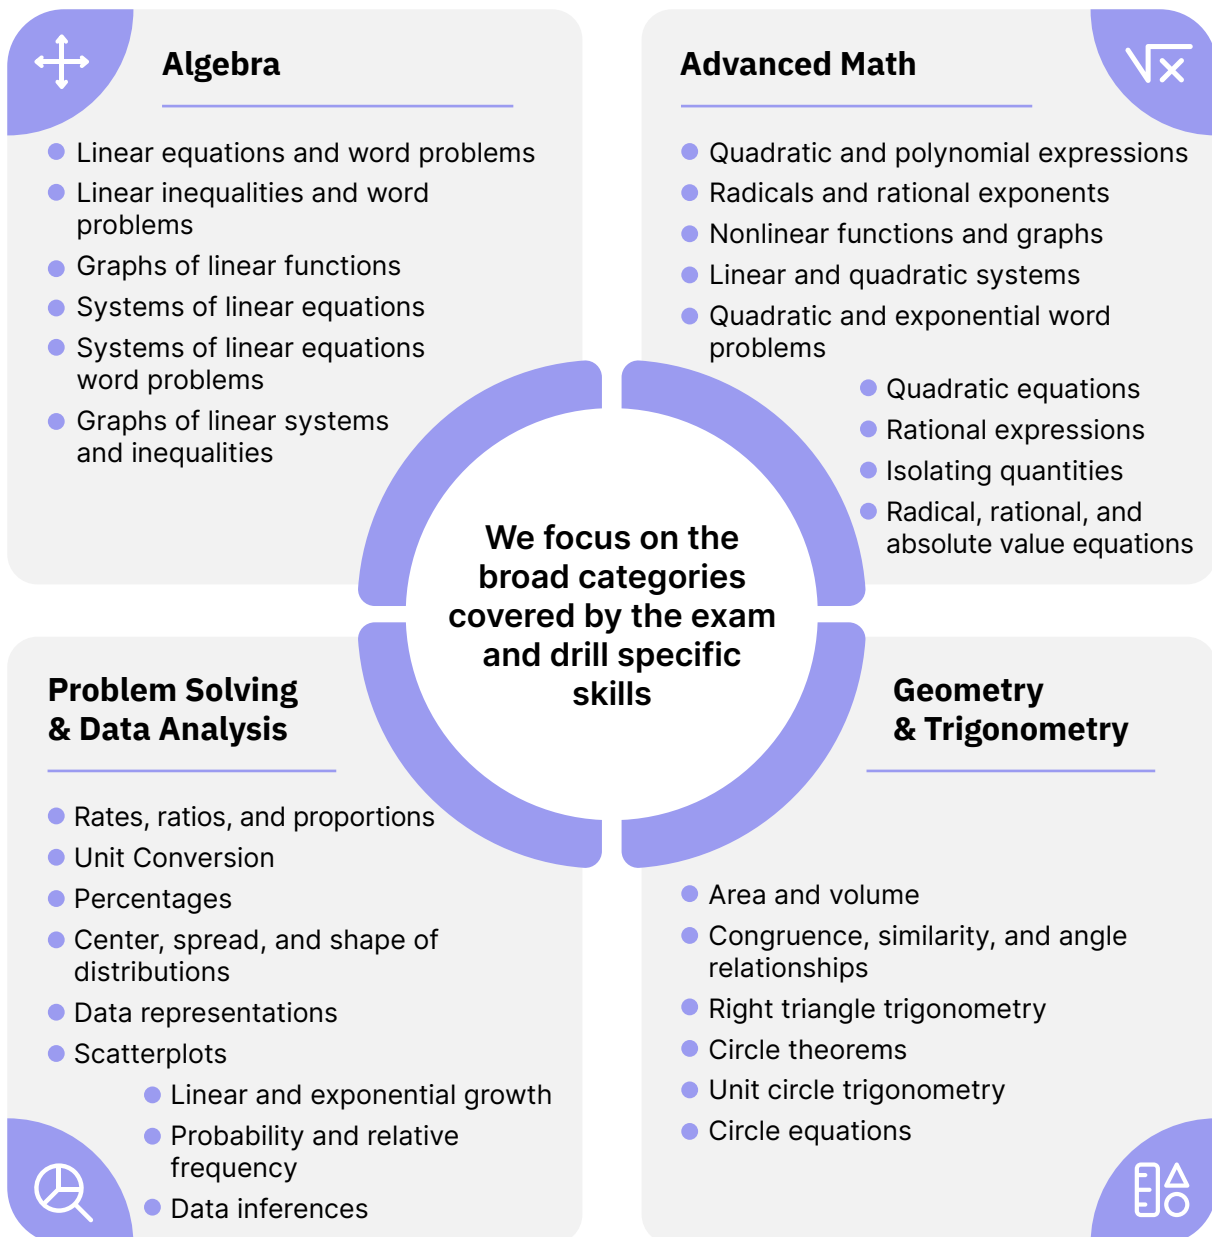 Algebra
Linear equations and word problems
Linear inequalities and word
problems
Graphs of linear functions
Systems of linear equations
Systems of linear equations
word problems
Graphs of linear systems
and inequalities
Advanced Math
Quadratic and polynomial expressions
Radicals and rational exponents
Nonlinear functions and graphs
Linear and quadratic systems
Quadratic and exponential word
problems
Quadratic equations
Rational expressions
Isolating quantities
Radical, rational, and
absolute value equations
We focus on the
broad categories
covered by the exam
and drill specific
skills
Problem Solving
& Data Analysis
Rates, ratios, and proportions
Unit Conversion
Percentages
Center, spread, and shape of
distributions
Data representations
Scatterplots
Linear and exponential growth
Probability and relative
frequency
Data inferences
Geometry
& Trigonometry
Area and volume
Congruence, similarity, and angle
relationships
Right triangle trigonometry
Circle theorems
Unit circle trigonometry
Circle equations